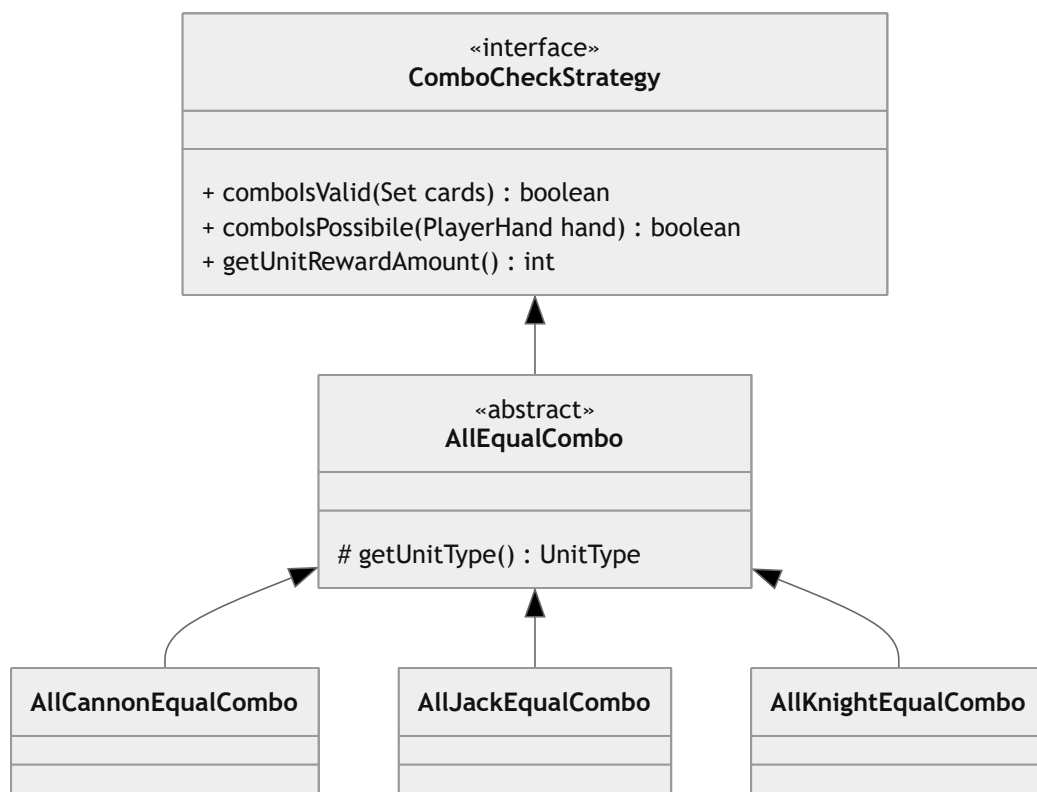 «interface»
ComboCheckStrategy
+ comboIsValid(Set cards) : boolean
+ comboIsPossibile(PlayerHand hand) : boolean
+ getUnitRewardAmount() : int
«abstract»
AllEqualCombo
# getUnitType() : UnitType
AllCannonEqualCombo
AllJackEqualCombo
AllKnightEqualCombo